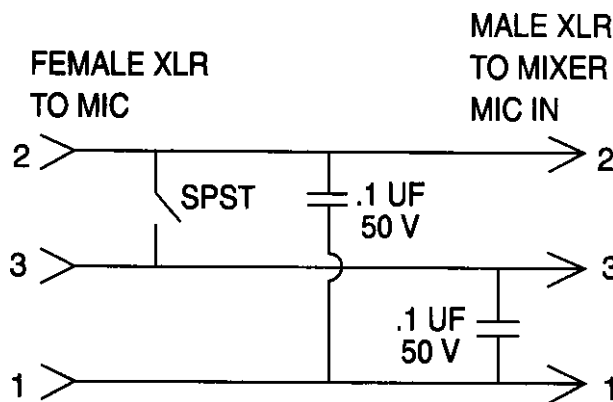 FEMALE XLR
TO MIC
MALE XLR
TO MIXER
MIC IN
2
2
SPST
.1 UF
50 V
3
3
.1 UF
50 V
1
1